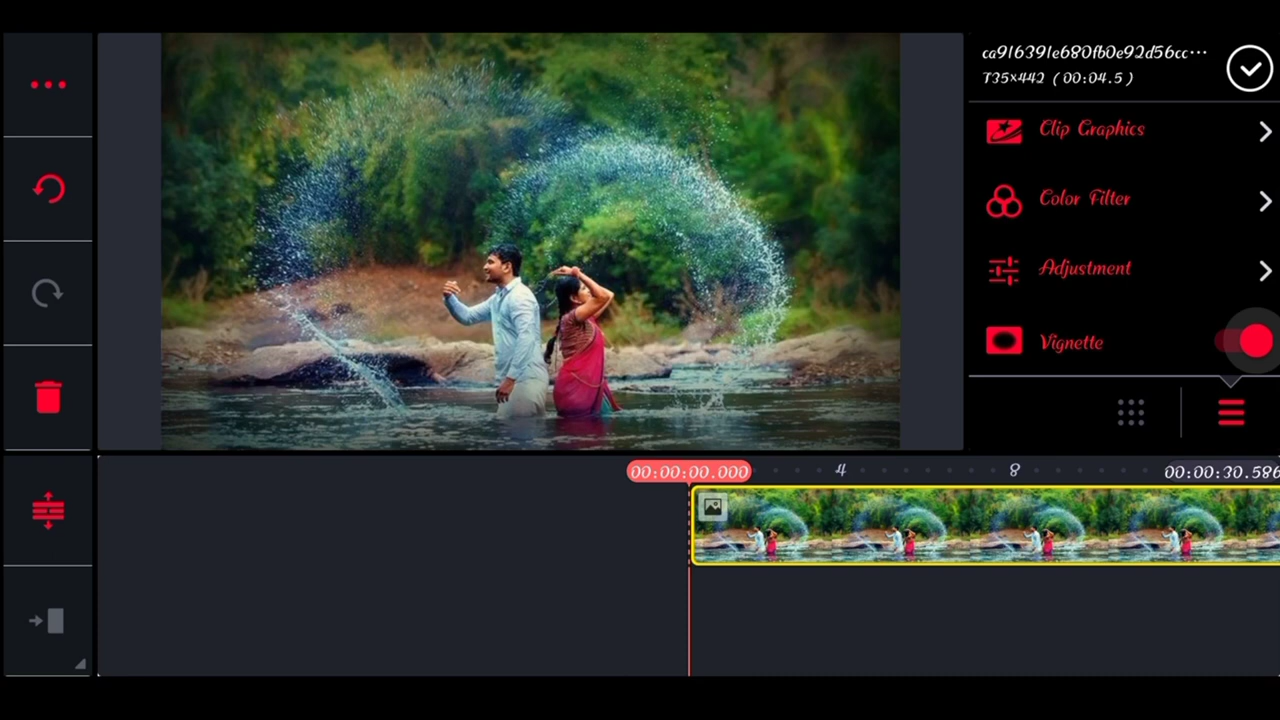 ca916391e680fb0e92d56cc···
735×442 (00:04.5)
Clip Graphics
Color Filter
Adjustment
Vignette
00:00:00.000
4
8
00:00:30.586